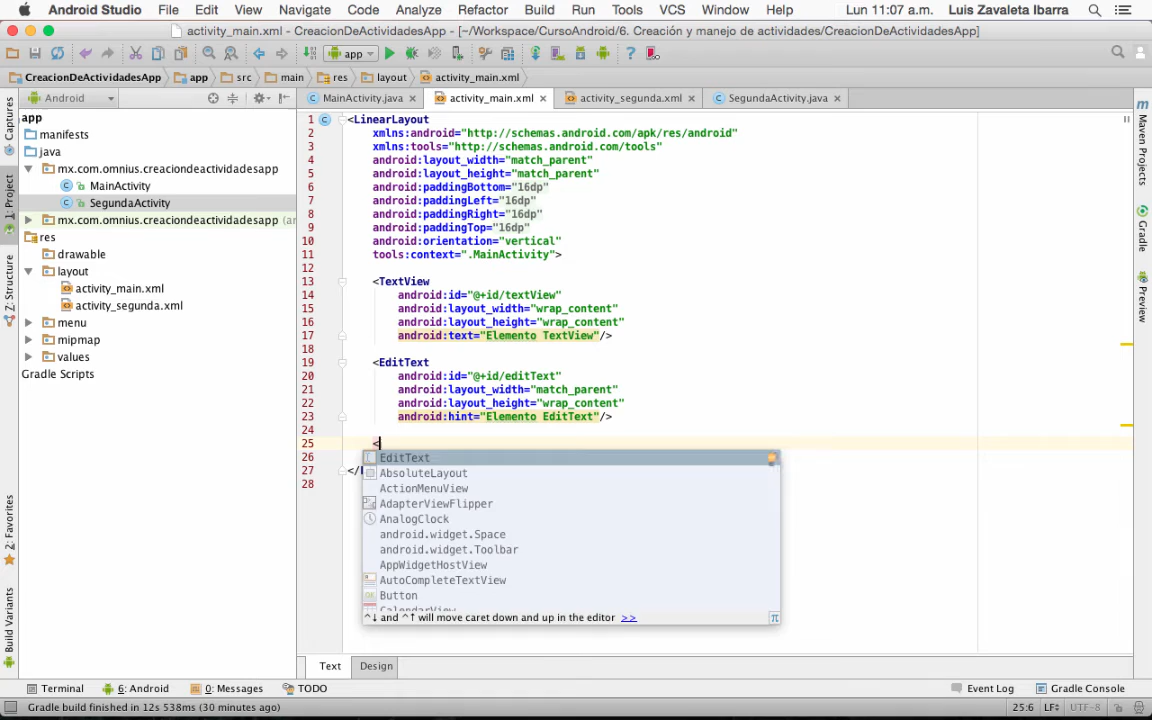 Android Studio File Edit View Navigate Code Analyze Refactor Build Run Tools VCS Window Help Lun 11:07 a.m. Luis Zavaleta Ibarra
activity_main.xml - CreacionDeActividadesApp - [~/Workspace/CursoAndroid/6. Creación y manejo de actividades/CreacionDeActividadesApp]
app
CreacionDeActividadesApp app src main res layout activity_main.xml
Android
MainActivity.java activity_main.xml activity_segunda.xml SegundaActivity.java
Captures
1: Project
Z: Structure
2: Favorites
Build Variants
app
manifests
java
mx.com.omnius.creaciondeactividadesapp
MainActivity
SegundaActivity
mx.com.omnius.creaciondeactividadesapp (ar
res
drawable
layout
activity_main.xml
activity_segunda.xml
menu
mipmap
values
Gradle Scripts
1 <LinearLayout
2 xmlns:android="http://schemas.android.com/apk/res/android"
3 xmlns:tools="http://schemas.android.com/tools"
4 android:layout_width="match_parent"
5 android:layout_height="match_parent"
6 android:paddingBottom="16dp"
7 android:paddingLeft="16dp"
8 android:paddingRight="16dp"
9 android:paddingTop="16dp"
10 android:orientation="vertical"
11 tools:context=".MainActivity">
12
13 <TextView
14 android:id="@+id/textView"
15 android:layout_width="wrap_content"
16 android:layout_height="wrap_content"
17 android:text="Elemento TextView"/>
18
19 <EditText
20 android:id="@+id/editText"
21 android:layout_width="match_parent"
22 android:layout_height="wrap_content"
23 android:hint="Elemento EditText"/>
24
25 <
26
27 </
28
EditText
AbsoluteLayout
ActionMenuView
AdapterViewFlipper
AnalogClock
android.widget.Space
android.widget.Toolbar
AppWidgetHostView
AutoCompleteTextView
Button
CalendarView
^↓ and ^↑ will move caret down and up in the editor >>
π
Maven Projects
Gradle
Preview
Text Design
Terminal 6: Android 0: Messages TODO Event Log Gradle Console
Gradle build finished in 12s 538ms (30 minutes ago) 25:6 LF UTF-8